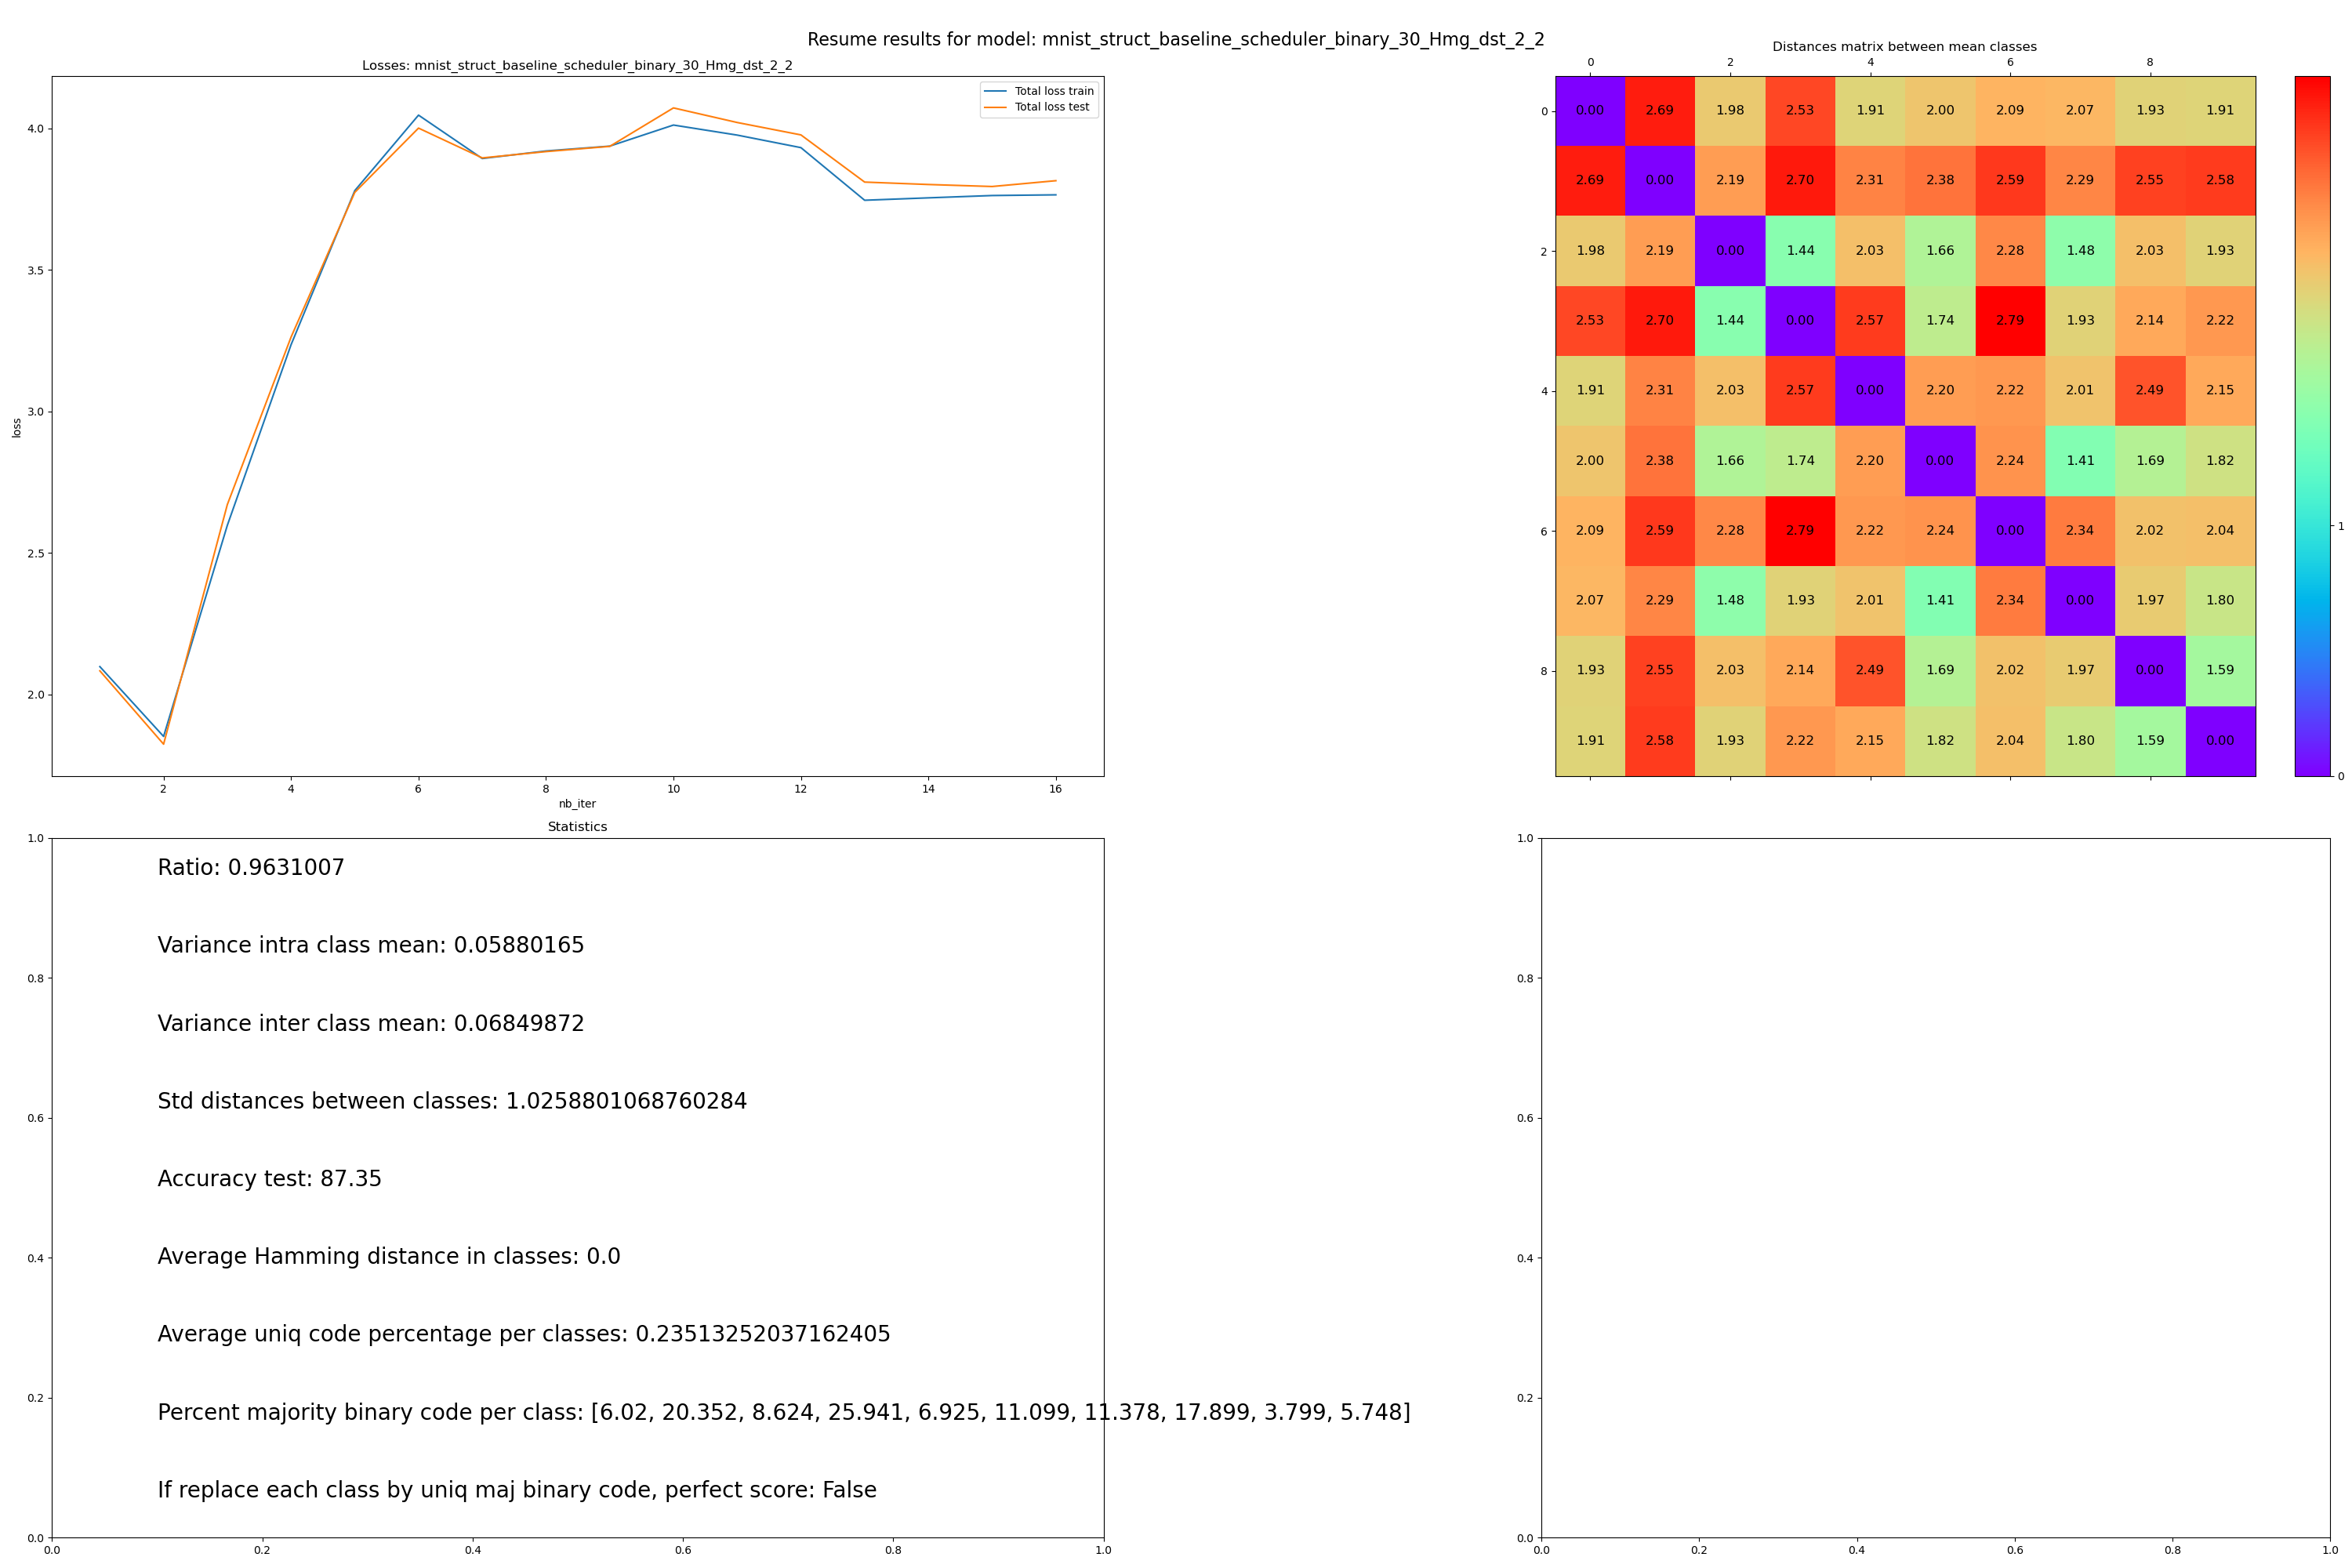 Resume results for model: mnist_struct_baseline_scheduler_binary_30_Hmg_dst_2_2
Losses: mnist_struct_baseline_scheduler_binary_30_Hmg_dst_2_2
Total loss train
Total loss test
4.0
3.5
3.0
2.5
2.0
loss
2 4 6 8 10 12 14 16
nb_iter
Distances matrix between mean classes
0 2 4 6 8
0 0.00 2.69 1.98 2.53 1.91 2.00 2.09 2.07 1.93 1.91
2.69 0.00 2.19 2.70 2.31 2.38 2.59 2.29 2.55 2.58
2 1.98 2.19 0.00 1.44 2.03 1.66 2.28 1.48 2.03 1.93
2.53 2.70 1.44 0.00 2.57 1.74 2.79 1.93 2.14 2.22
4 1.91 2.31 2.03 2.57 0.00 2.20 2.22 2.01 2.49 2.15
2.00 2.38 1.66 1.74 2.20 0.00 2.24 1.41 1.69 1.82
6 2.09 2.59 2.28 2.79 2.22 2.24 0.00 2.34 2.02 2.04
2.07 2.29 1.48 1.93 2.01 1.41 2.34 0.00 1.97 1.80
8 1.93 2.55 2.03 2.14 2.49 1.69 2.02 1.97 0.00 1.59
1.91 2.58 1.93 2.22 2.15 1.82 2.04 1.80 1.59 0.00
1
0
Statistics
1.0
0.8
0.6
0.4
0.2
0.0
Ratio: 0.9631007
Variance intra class mean: 0.05880165
Variance inter class mean: 0.06849872
Std distances between classes: 1.0258801068760284
Accuracy test: 87.35
Average Hamming distance in classes: 0.0
Average uniq code percentage per classes: 0.23513252037162405
Percent majority binary code per class: [6.02, 20.352, 8.624, 25.941, 6.925, 11.099, 11.378, 17.899, 3.799, 5.748]
If replace each class by uniq maj binary code, perfect score: False
0.0 0.2 0.4 0.6 0.8 1.0
1.0
0.8
0.6
0.4
0.2
0.0
0.0 0.2 0.4 0.6 0.8 1.0